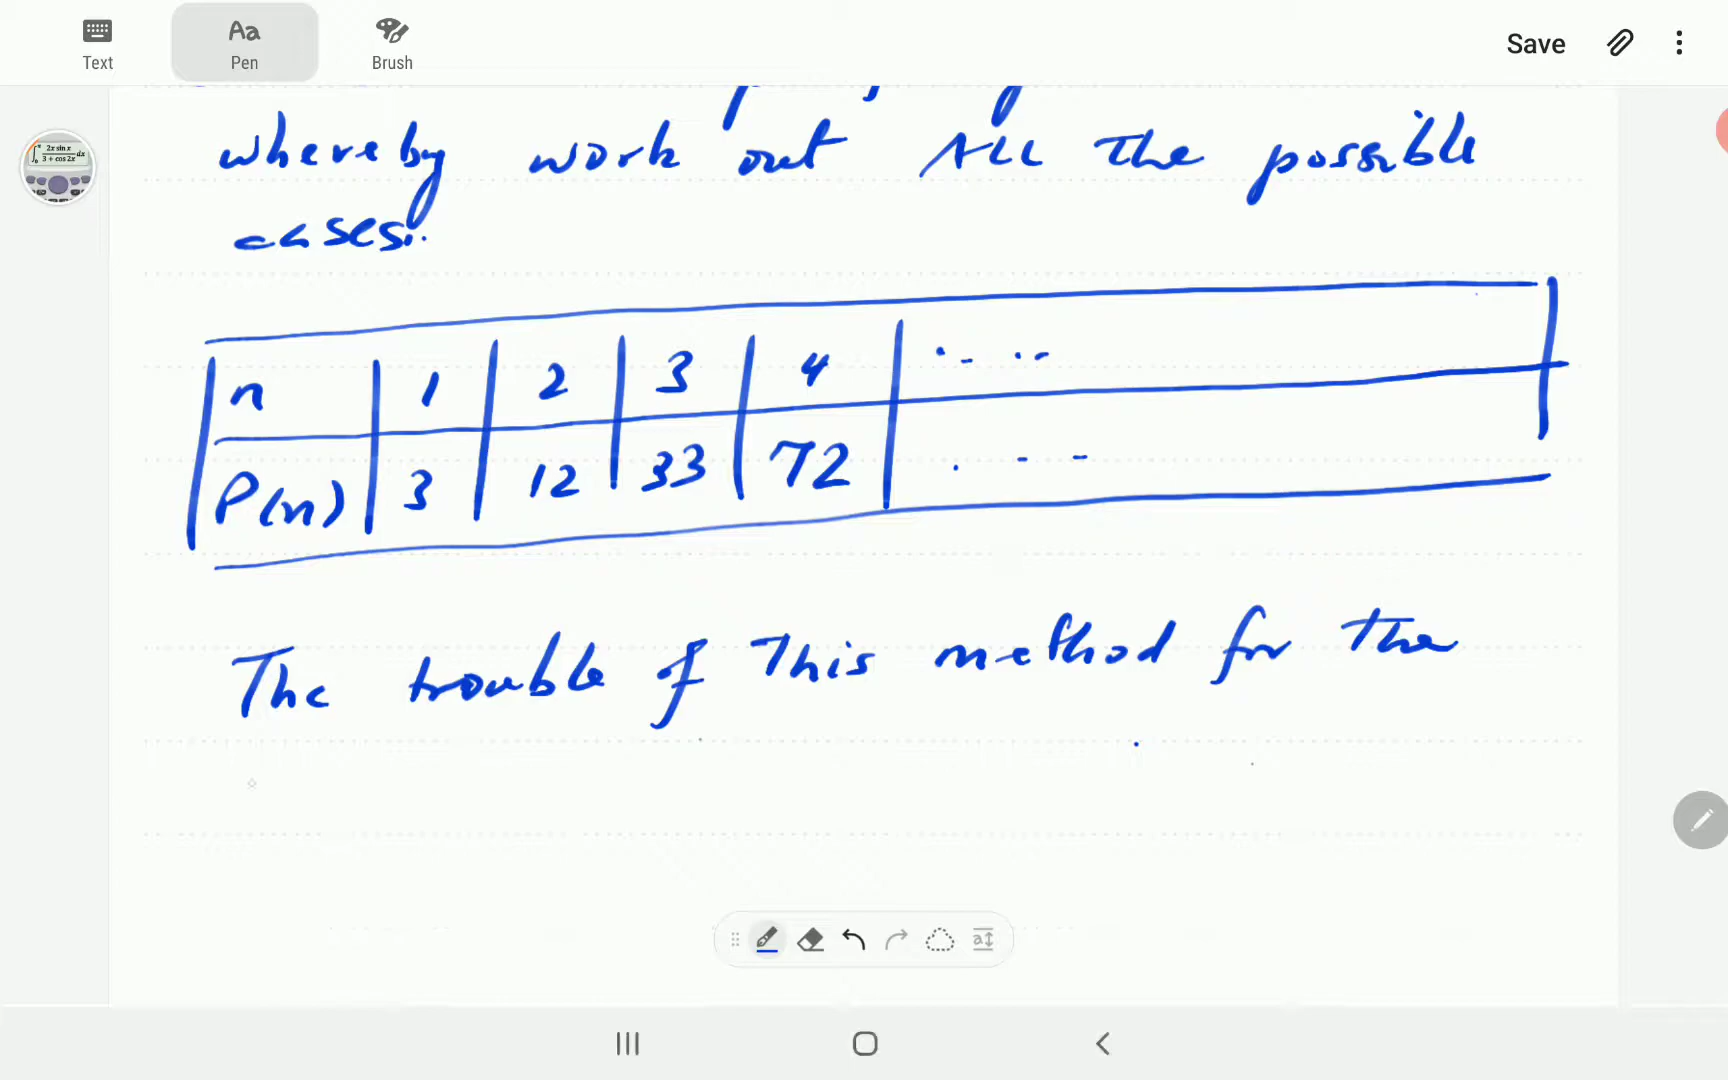 Text Pen Brush Save
whereby work out ALL the possible
cases.
n 1 2 3 4 ....
P(n) 3 12 33 72 . - -
The trouble of This method for the